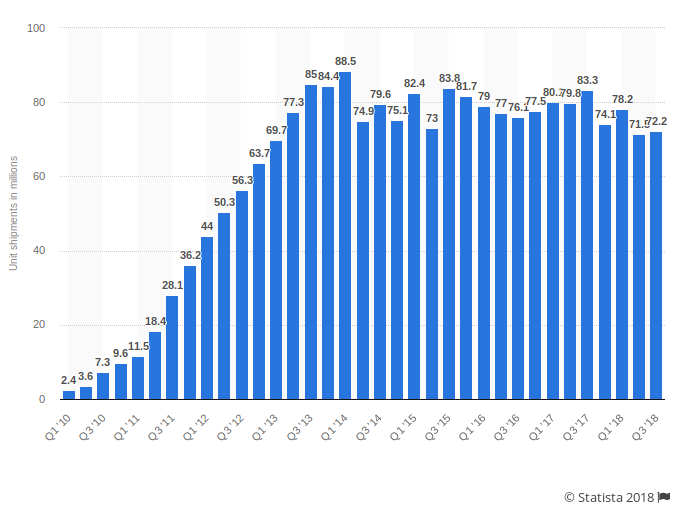 100
80
60
40
20
0
Unit shipments in millions
2.4
3.6
7.3
9.6
11.5
18.4
28.1
36.2
44
50.3
56.3
63.7
69.7
77.3
85
84.4
88.5
74.9
79.6
75.1
82.4
73
83.8
81.7
79
77
76.1
77.5
79.8
83.3
74.1
78.2
71.5
72.2
Q1 '10
Q3 '10
Q1 '11
Q3 '11
Q1 '12
Q3 '12
Q1 '13
Q3 '13
Q1 '14
Q3 '14
Q1 '15
Q3 '15
Q1 '16
Q3 '16
Q1 '17
Q3 '17
Q1 '18
Q3 '18
© Statista 2018